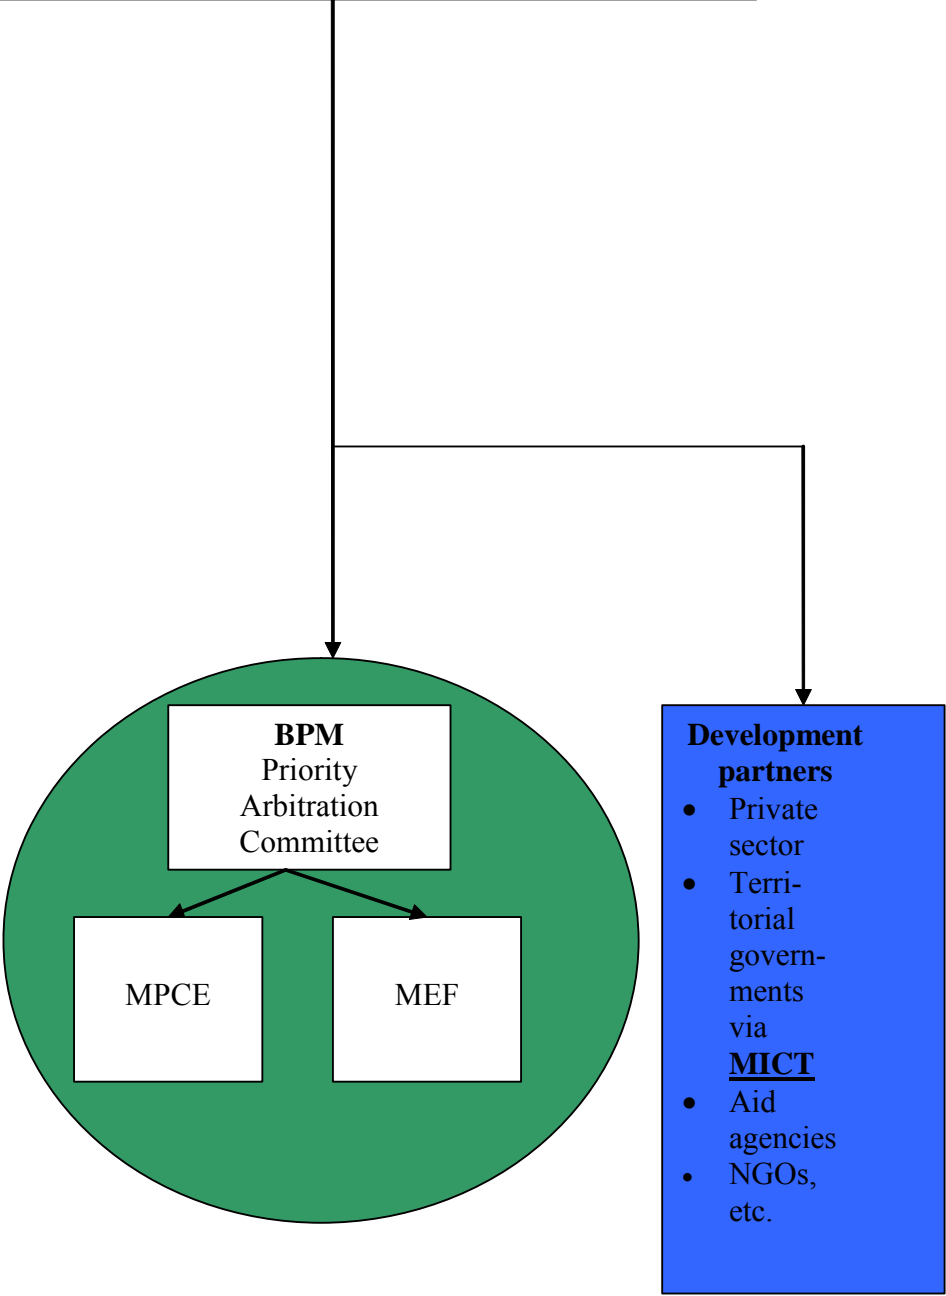 BPM
Priority
Arbitration
Committee
MPCE
MEF
Development
partners
• Private
sector
• Terri-
torial
govern-
ments
via
MICT
• Aid
agencies
• NGOs,
etc.